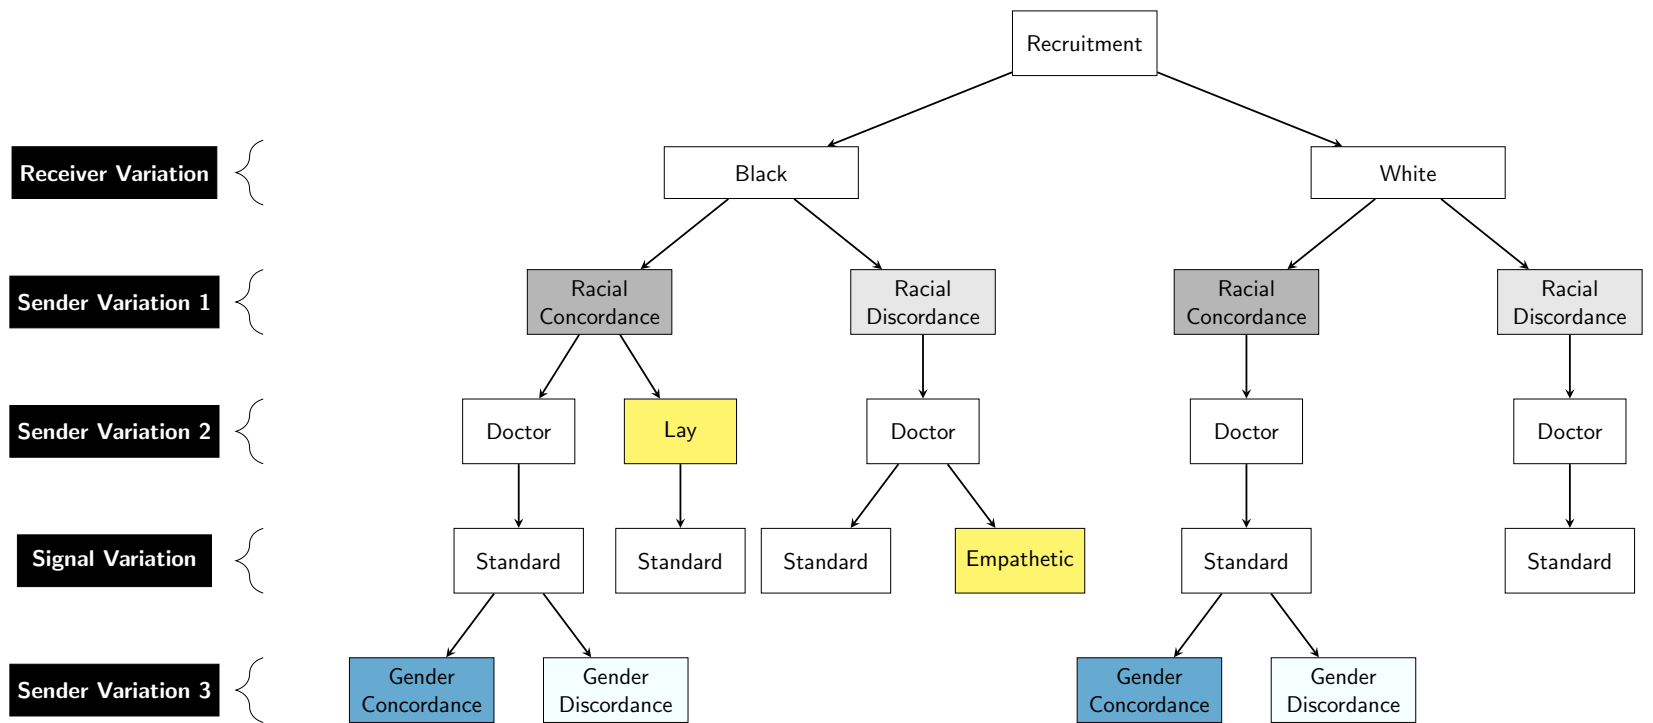 Recruitment
Receiver Variation
Black
White
Sender Variation 1
Racial
Concordance
Racial
Discordance
Racial
Concordance
Racial
Discordance
Sender Variation 2
Doctor
Lay
Doctor
Doctor
Doctor
Signal Variation
Standard
Standard
Standard
Empathetic
Standard
Standard
Sender Variation 3
Gender
Concordance
Gender
Discordance
Gender
Concordance
Gender
Discordance